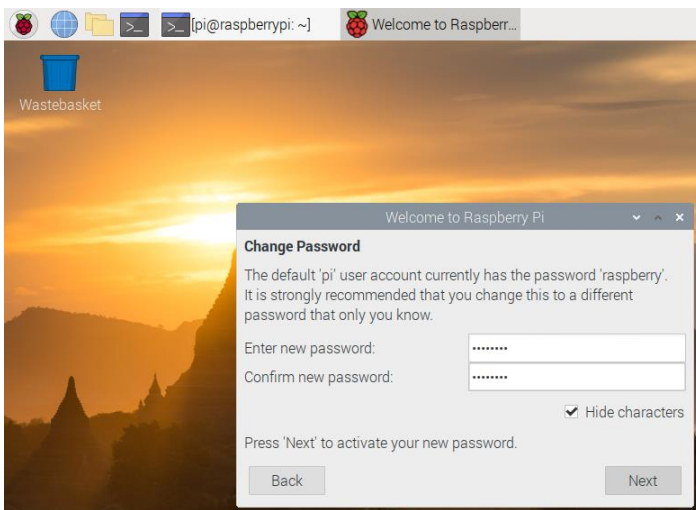 [pi@raspberrypi: ~] Welcome to Raspberr...
Wastebasket
Welcome to Raspberry Pi
Change Password
The default 'pi' user account currently has the password 'raspberry'.
It is strongly recommended that you change this to a different
password that only you know.
Enter new password: ••••••••
Confirm new password: ••••••••
Hide characters
Press 'Next' to activate your new password.
Back Next